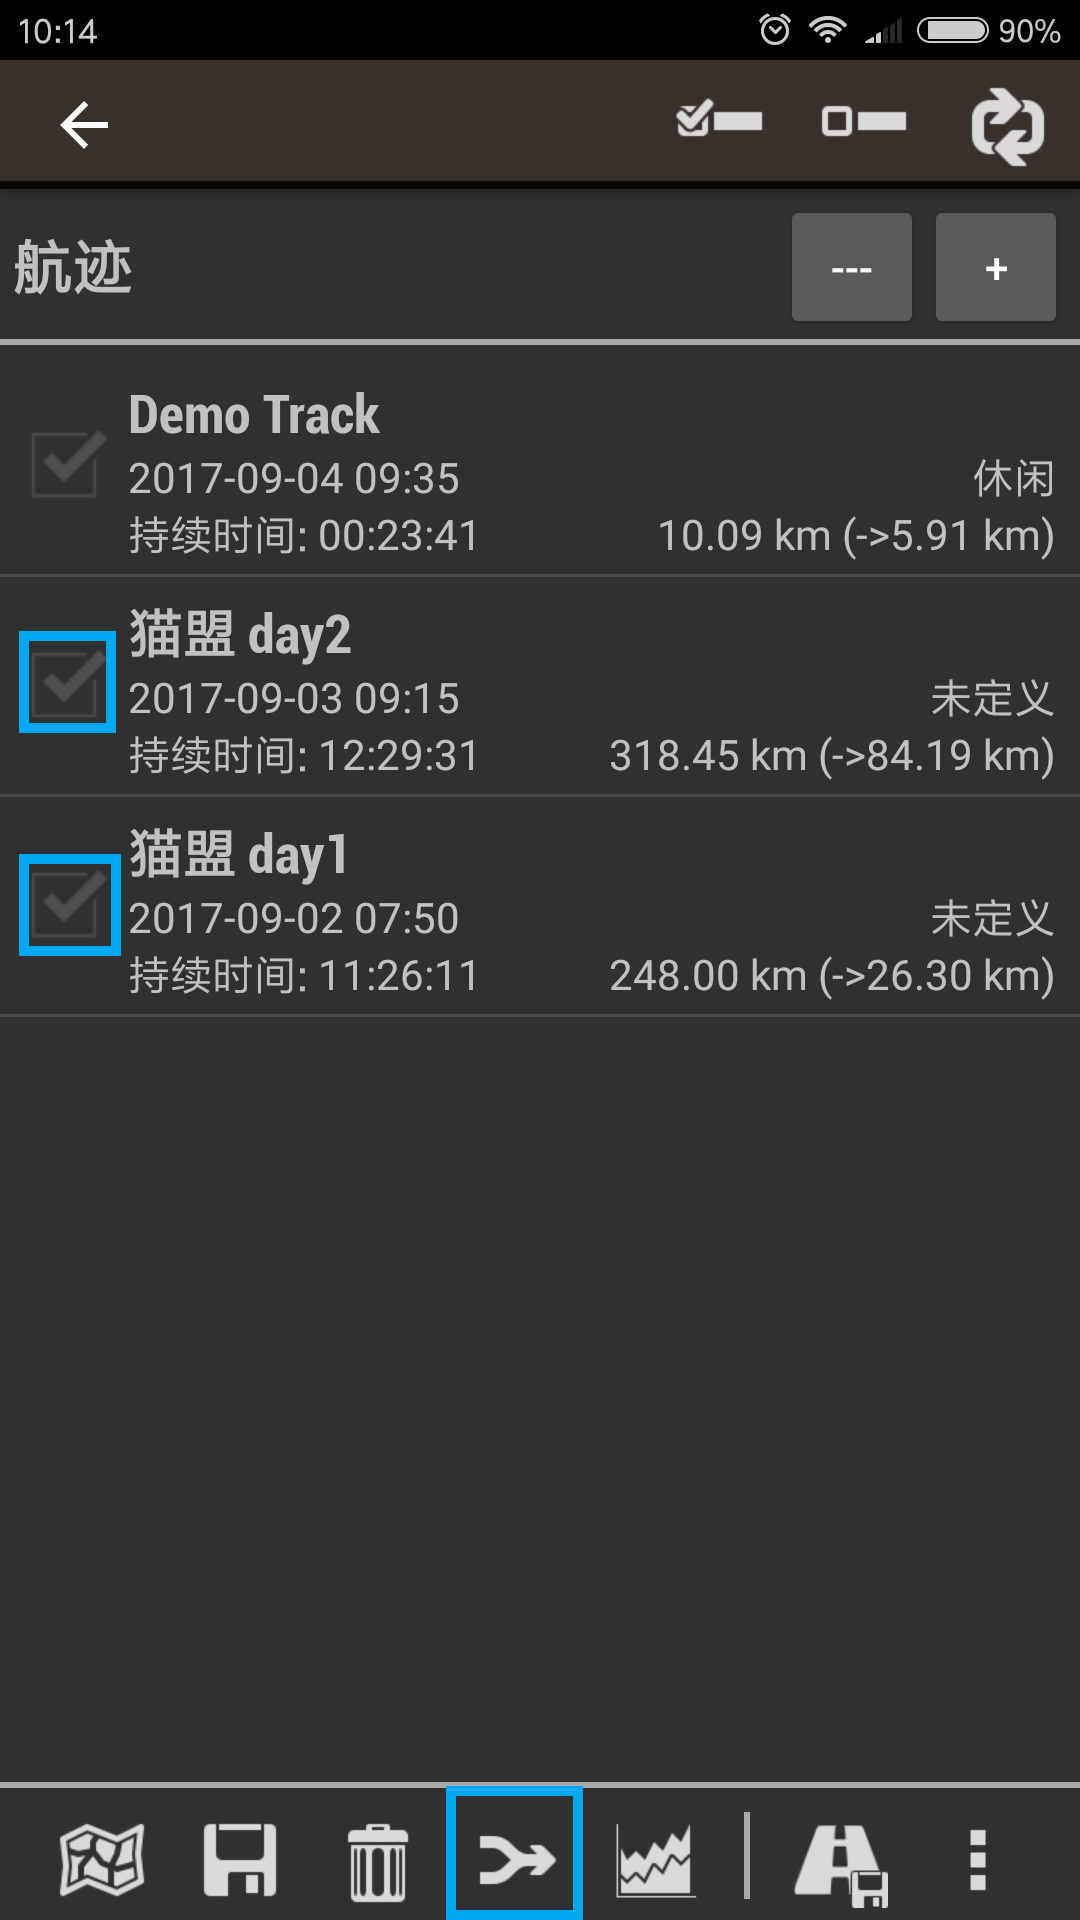 10:14
90%
航迹
---
+
Demo Track
2017-09-04 09:35
休闲
持续时间: 00:23:41
10.09 km (->5.91 km)
猫盟 day2
2017-09-03 09:15
未定义
持续时间: 12:29:31
318.45 km (->84.19 km)
猫盟 day1
2017-09-02 07:50
未定义
持续时间: 11:26:11
248.00 km (->26.30 km)